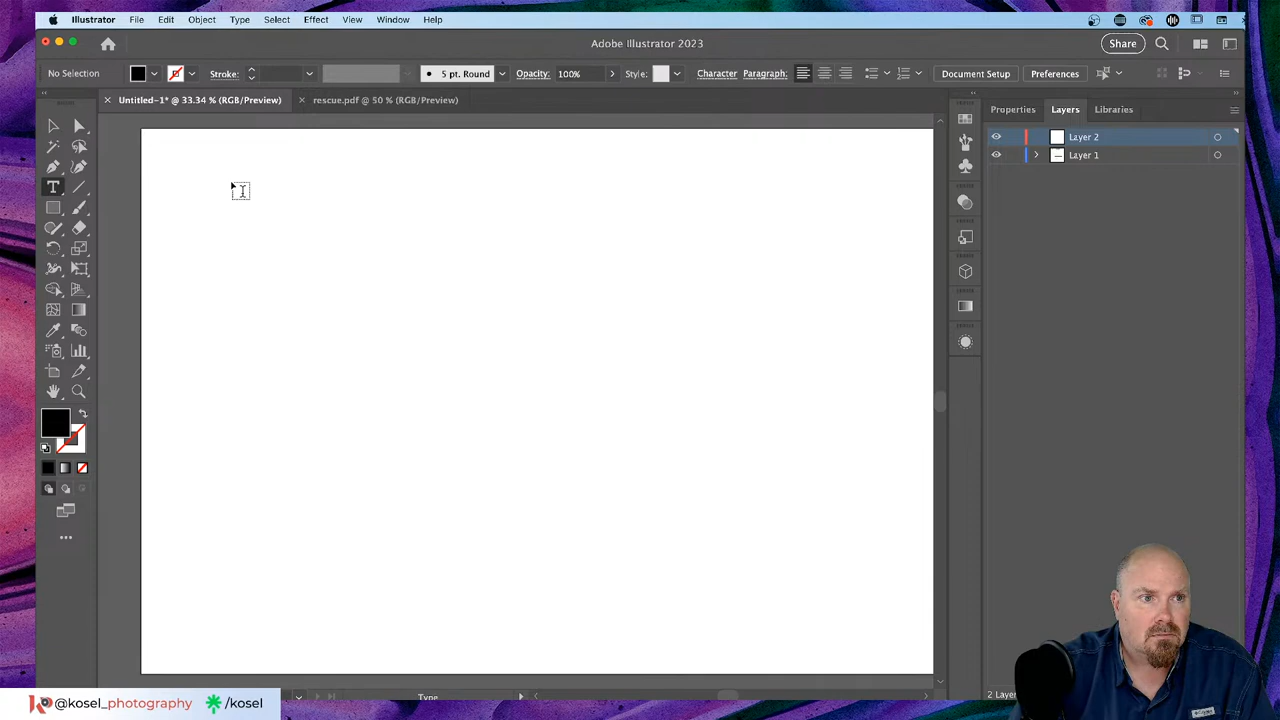 Illustrator File Edit Object Type Select Effect View Window Help
Adobe Illustrator 2023
Share
No Selection Stroke: 5 pt. Round Opacity: 100% Style: Character Paragraph: Document Setup Preferences
Untitled-1* @ 33.34 % (RGB/Preview) rescue.pdf @ 50 % (RGB/Preview)
Properties Layers Libraries
Layer 2
Layer 1
T
Type
2 Layer
@kosel_photography /kosel